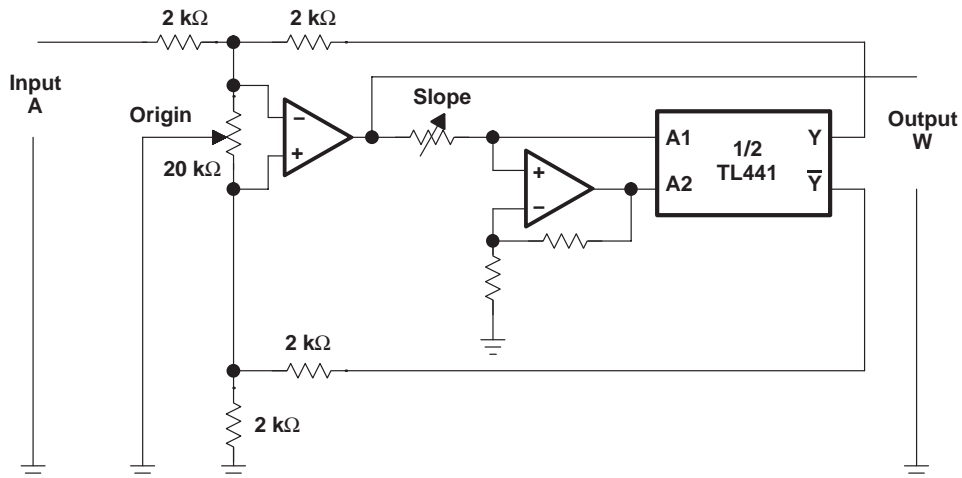 2 kΩ
2 kΩ
Input
A
Origin
20 kΩ
−
+
Slope
+
−
A1
A2
1/2
TL441
Y
Y̅
Output
W
2 kΩ
2 kΩ